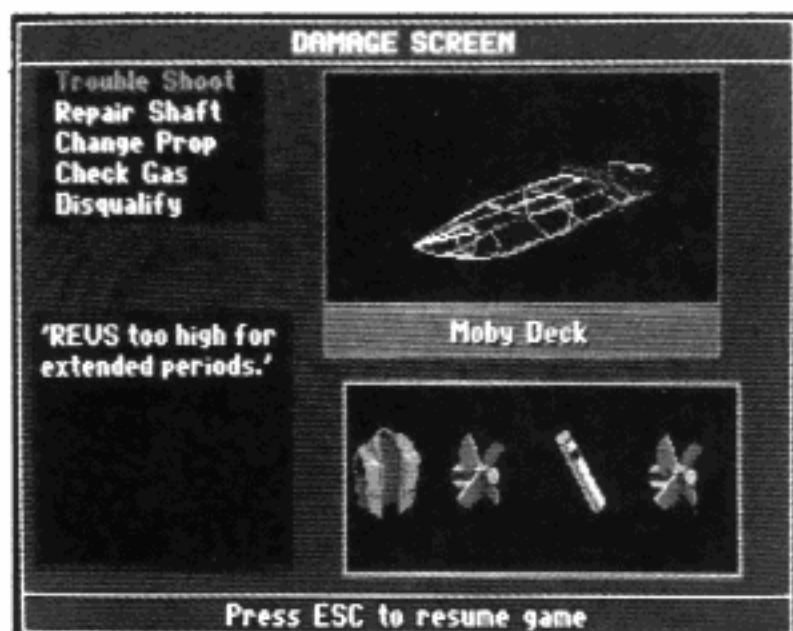 DAMAGE SCREEN
Trouble Shoot
Repair Shaft
Change Prop
Check Gas
Disqualify
'REVS too high for
extended periods.'
Moby Deck
Press ESC to resume game